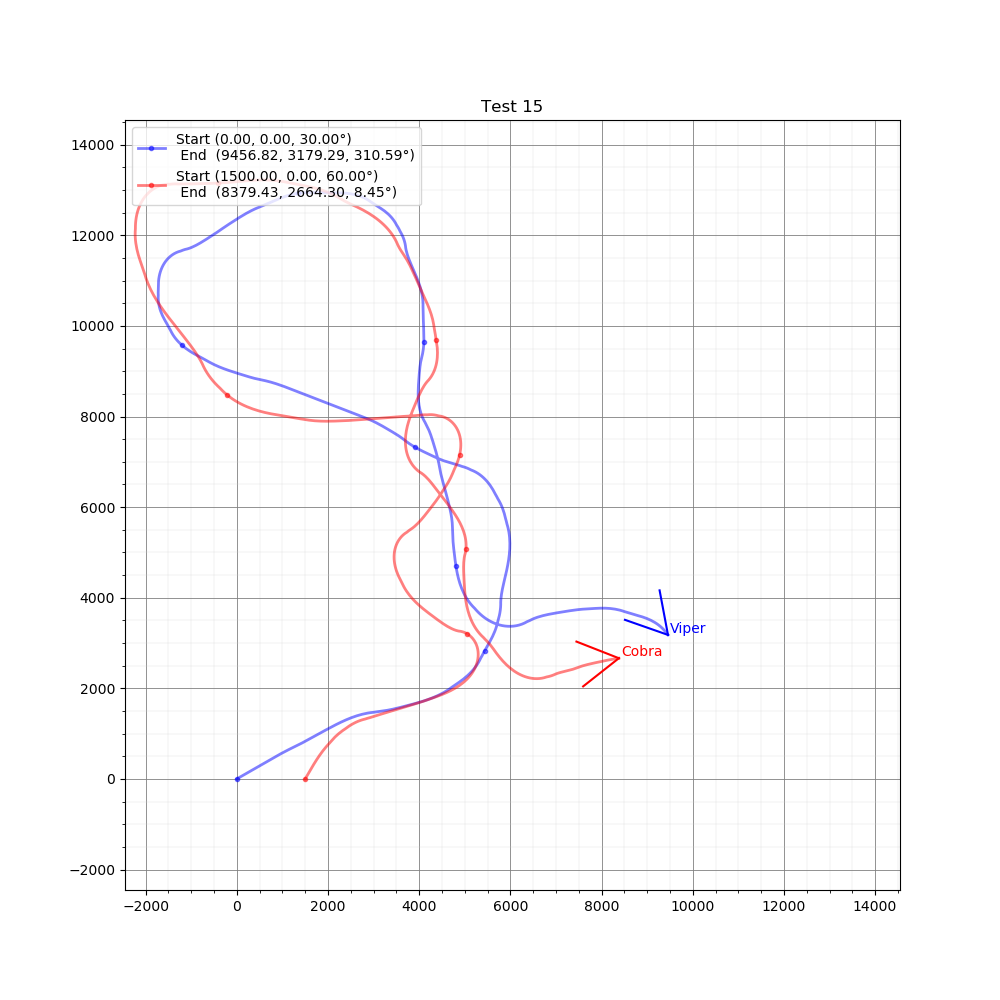 Test 15
Start (0.00, 0.00, 30.00°)
End  (9456.82, 3179.29, 310.59°)
Start (1500.00, 0.00, 60.00°)
End  (8379.43, 2664.30, 8.45°)
14000
12000
10000
8000
6000
4000
2000
0
−2000
Viper
Cobra
−2000 0 2000 4000 6000 8000 10000 12000 14000